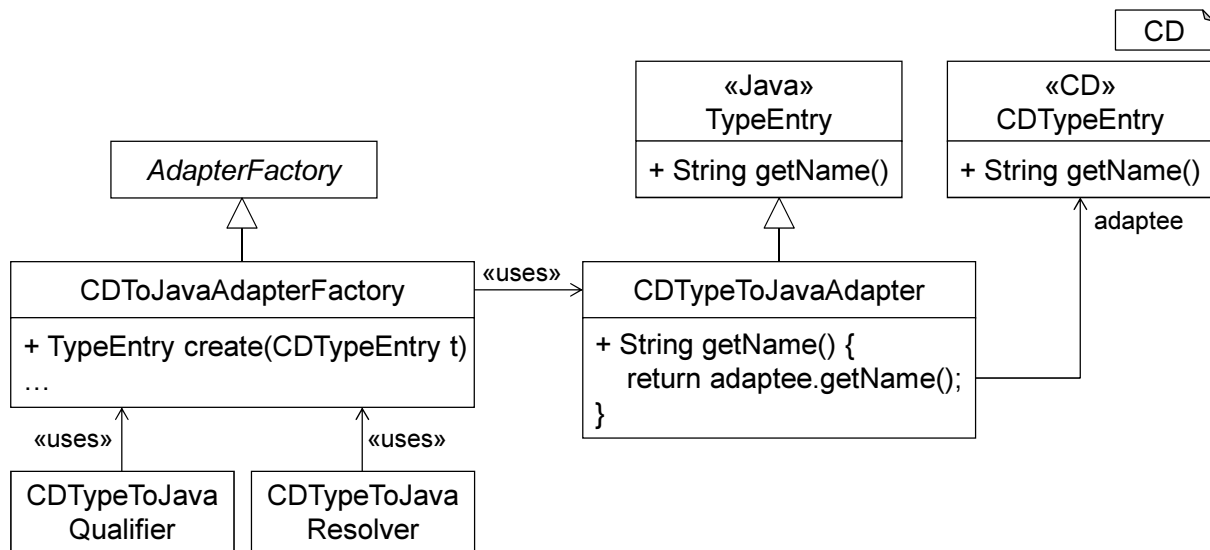 CD
«Java»
TypeEntry
+ String getName()
«CD»
CDTypeEntry
+ String getName()
AdapterFactory
adaptee
CDToJavaAdapterFactory
+ TypeEntry create(CDTypeEntry t)
…
«uses»
CDTypeToJavaAdapter
+ String getName() {
return adaptee.getName();
}
«uses»
«uses»
CDTypeToJava
Qualifier
CDTypeToJava
Resolver